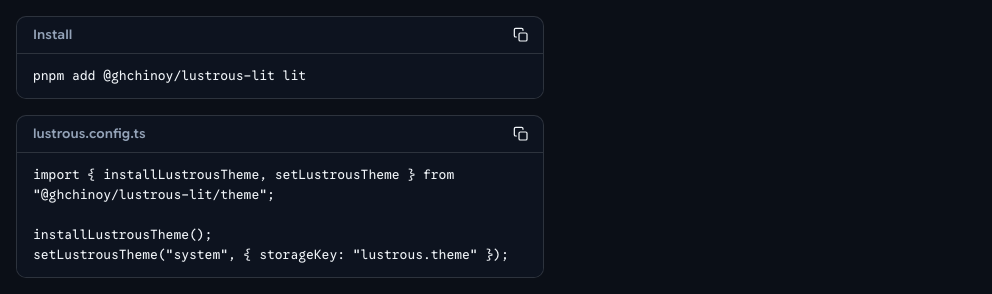 Install
pnpm add @ghchinoy/lustrous-lit lit
lustrous.config.ts
import { installLustrousTheme, setLustrousTheme } from
"@ghchinoy/lustrous-lit/theme";
installLustrousTheme();
setLustrousTheme("system", { storageKey: "lustrous.theme" });